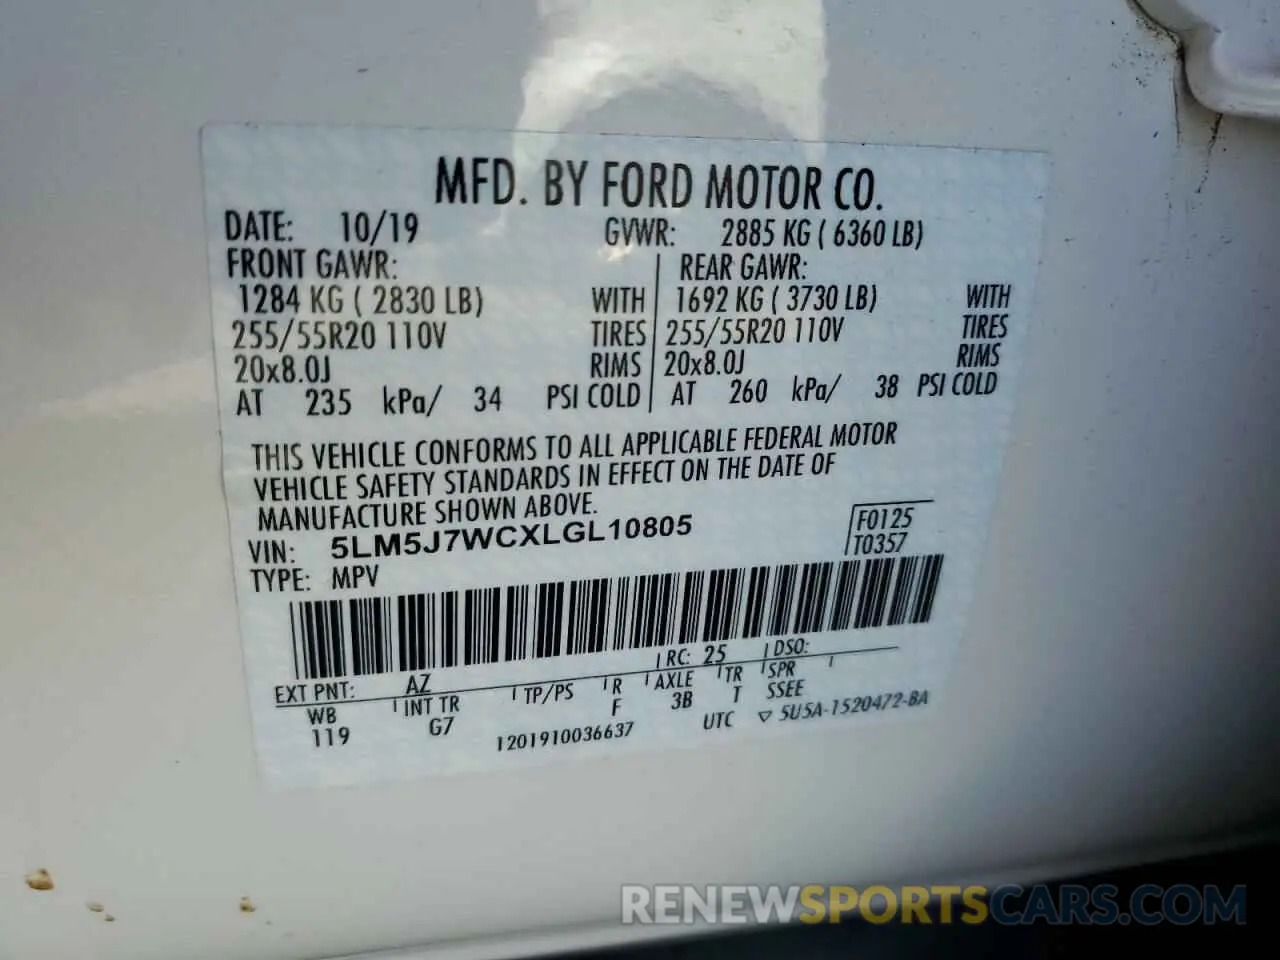 MFD. BY FORD MOTOR CO.
DATE: 10/19 GVWR: 2885 KG ( 6360 LB)
FRONT GAWR: REAR GAWR:
1284 KG ( 2830 LB) WITH 1692 KG ( 3730 LB) WITH
255/55R20 110V TIRES 255/55R20 110V TIRES
20x8.0J RIMS 20x8.0J RIMS
AT 235 kPa/ 34 PSI COLD AT 260 kPa/ 38 PSI COLD
THIS VEHICLE CONFORMS TO ALL APPLICABLE FEDERAL MOTOR
VEHICLE SAFETY STANDARDS IN EFFECT ON THE DATE OF
MANUFACTURE SHOWN ABOVE.
VIN: 5LM5J7WCXLGL10805 F0125
TYPE: MPV T0357
RC: 25 DSO:
EXT PNT: AZ
WB INT TR TP/PS R AXLE TR SPR
119 G7 F 3B T SSEE
1201910036637 UTC ▽ 5U5A-1520472-BA
RENEWSPORTSCARS.COM